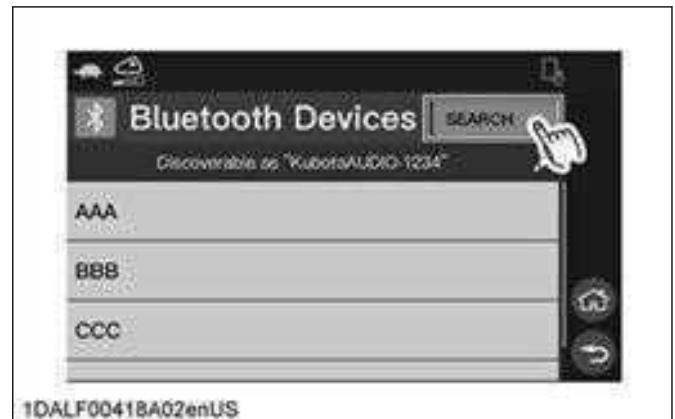 Bluetooth Devices SEARCH
Discoverable as "KubotaAUDIO-1234"
AAA
BBB
CCC
1DALF00418A02enUS